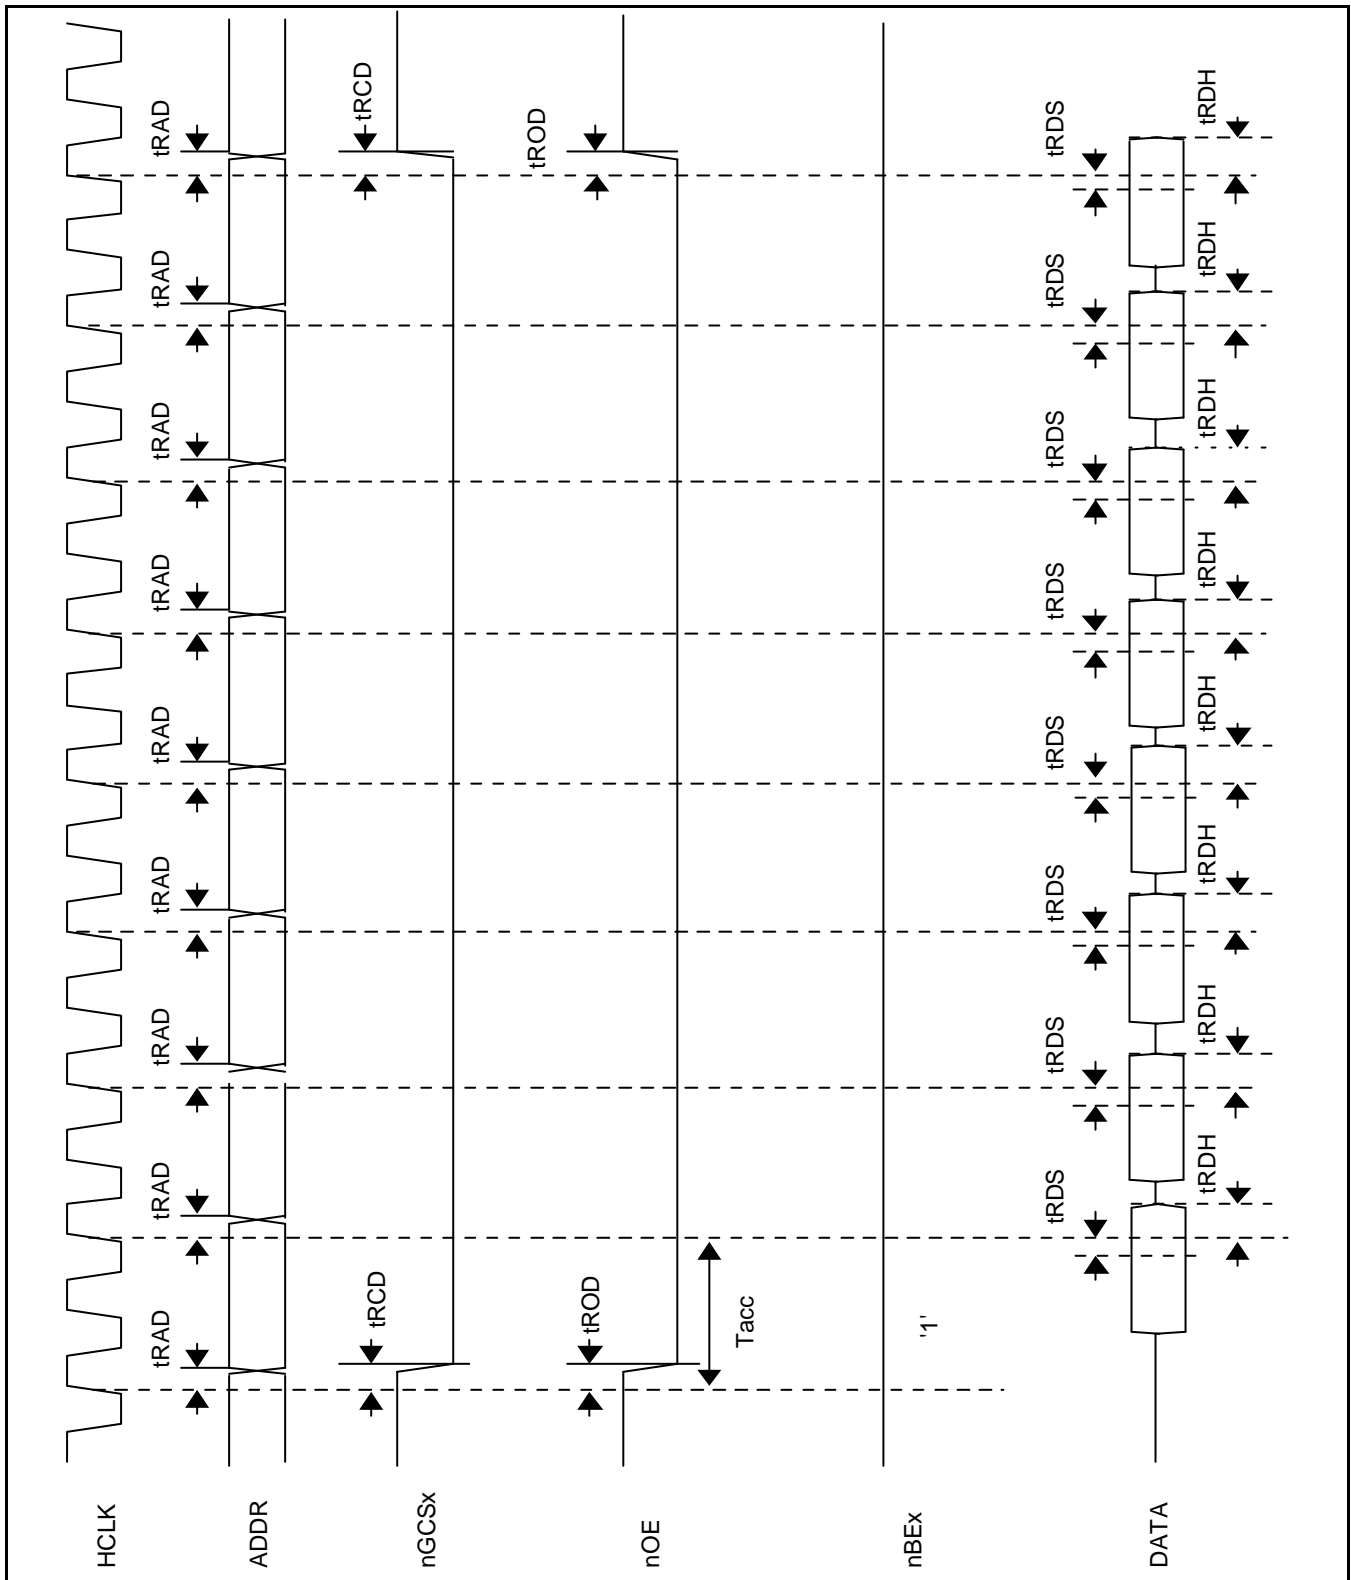 HCLK
tRAD tRAD tRAD tRAD tRAD tRAD tRAD tRAD tRAD
ADDR
tRCD tRCD
nGCSx
tROD tROD
nOE
Tacc
nBEx
'1'
tRDS tRDS tRDS tRDS tRDS tRDS tRDS tRDS
DATA
tRDH tRDH tRDH tRDH tRDH tRDH tRDH tRDH